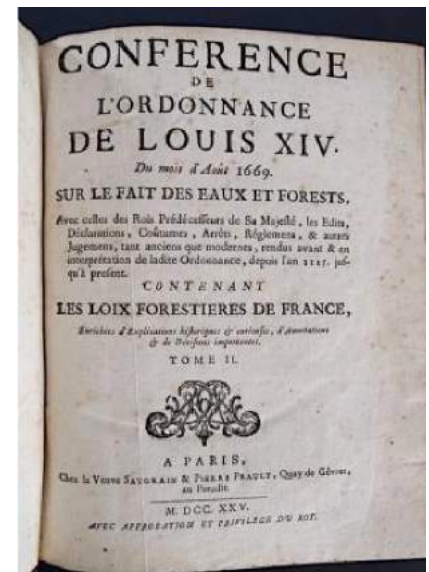 CONFERENCE
DE
L'ORDONNANCE
DE LOUIS XIV.
Du mois d'Août 1669.
SUR LE FAIT DES EAUX ET FORESTS,
Avec celles des Rois Prédécesseurs de Sa Majesté, les Edits,
Déclarations, Coûtumes, Arrêts, Réglemens, & autres
Jugemens, tant anciens que modernes, rendus avant & en
interprétation de ladite Ordonnance, depuis l'an 1115. jus-
qu'à present.
CONTENANT
LES LOIX FORESTIERES DE FRANCE,
Enrichies d'Explications historiques & curieuses, d'Annotations
& de Décisions importantes.
TOME II.
A PARIS,
Chez la Veuve SAUGRAIN & PIERRE PRAULT, Quay de Gêvres,
au Paradis.
M. DCC. XXV.
AVEC APPROBATION ET PRIVILEGE DU ROY.